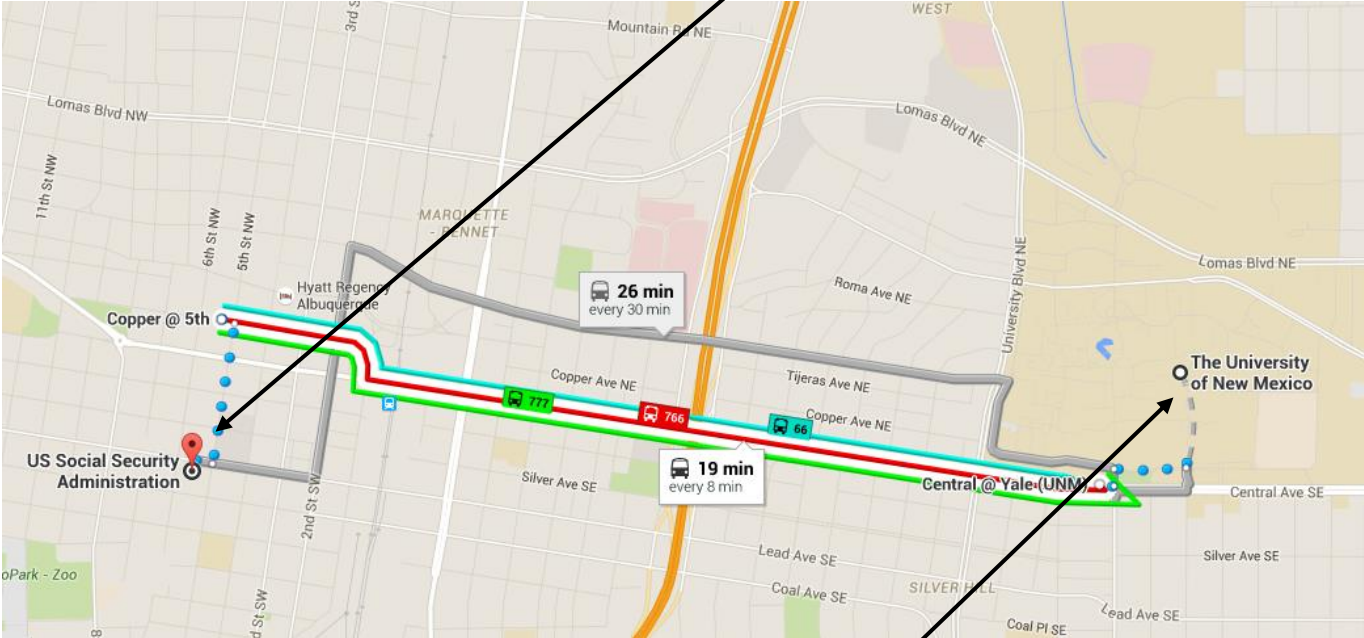 WEST
3rd S
Mountain Rd NE
Lomas Blvd NW
Lomas Blvd NE
11th St NW
6th St NW
5th St NW
MARQUETTE
- BENNET
University Blvd NE
Lomas Blvd NE
Hyatt Regency
Albuquerque
26 min
every 30 min
Roma Ave NE
Copper @ 5th
The University
of New Mexico
Copper Ave NE
Tijeras Ave NE
777
766
66
Copper Ave NE
US Social Security
Administration
19 min
every 8 min
Silver Ave SE
Central @ Yale (UNM)
Central Ave SE
2nd St SW
Lead Ave SE
Silver Ave SE
oPark - Zoo
Coal Ave SE
SILVER HILL
Lead Ave SE
Coal Pl SE
d St SW
8